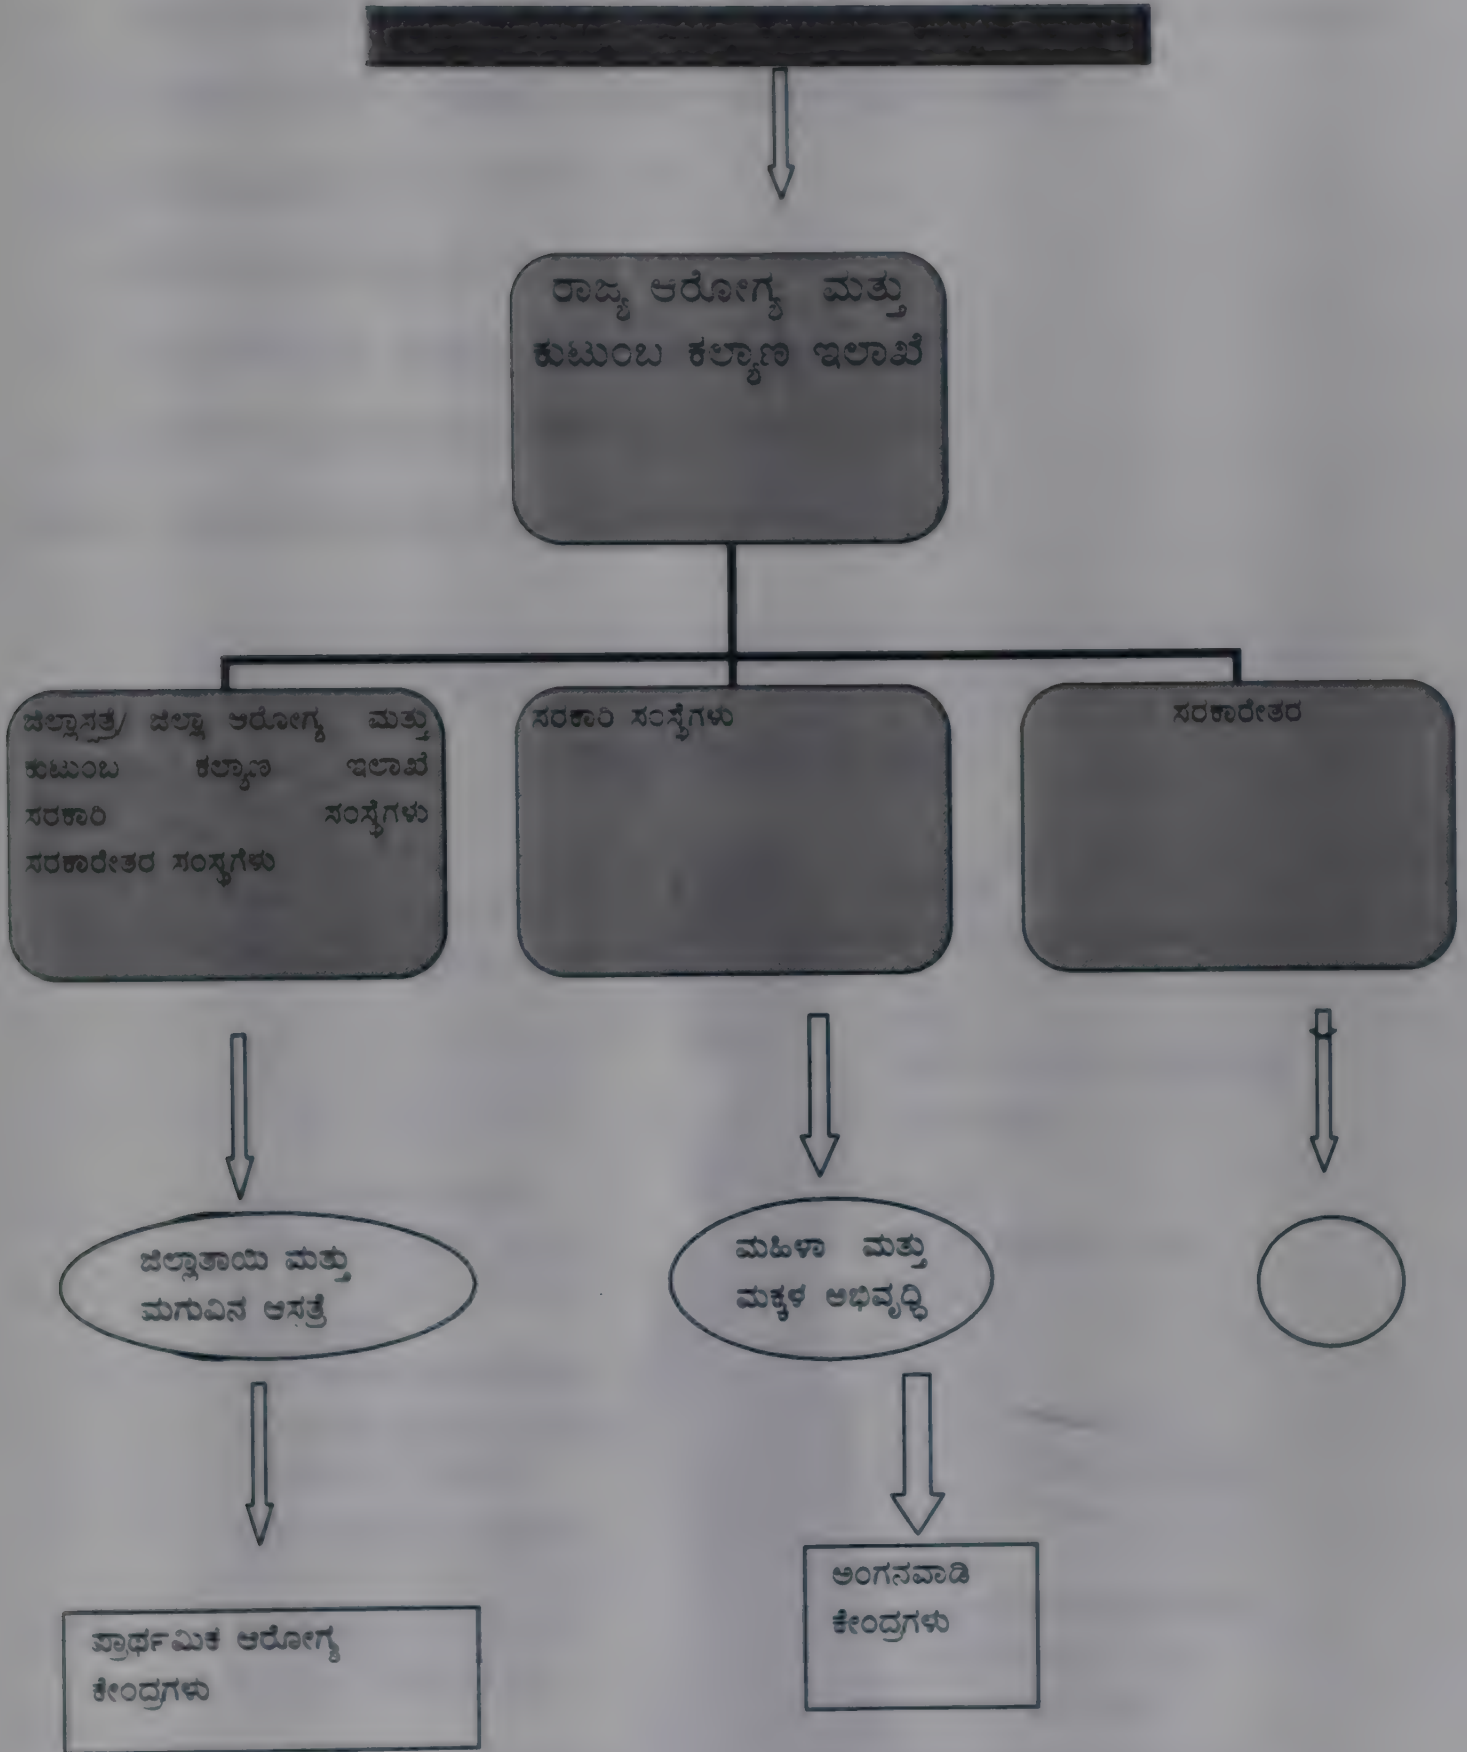 ರಾಜ್ಯ ಆರೋಗ್ಯ ಮತ್ತು
ಕುಟುಂಬ ಕಲ್ಯಾಣ ಇಲಾಖೆ
ಜಿಲ್ಲಾಸತ್ರೆ/ ಜಿಲ್ಲಾ ಆರೋಗ್ಯ ಮತ್ತು
ಕುಟುಂಬ ಕಲ್ಯಾಣ ಇಲಾಖೆ
ಸರಕಾರಿ ಸಂಸ್ಥೆಗಳು
ಸರಕಾರೇತರ ಸಂಸ್ಥಗೆಳು
ಸರಕಾರಿ ಸಂಸ್ಥೆಗಳು
ಸರಕಾರೇತರ
ಜಿಲ್ಲಾತಾಯಿ ಮತ್ತು
ಮಗುವಿನ ಆಸತ್ರೆ
ಮಹಿಳಾ ಮತ್ತು
ಮಕ್ಕಳ ಅಭಿವೃಧ್ಧಿ
ಅಂಗನವಾಡಿ
ಕೇಂದ್ರಗಳು
ಪ್ರಾರ್ಥಮಿಕ ಆರೋಗ್ಯ
ಕೇಂದ್ರಗಳು